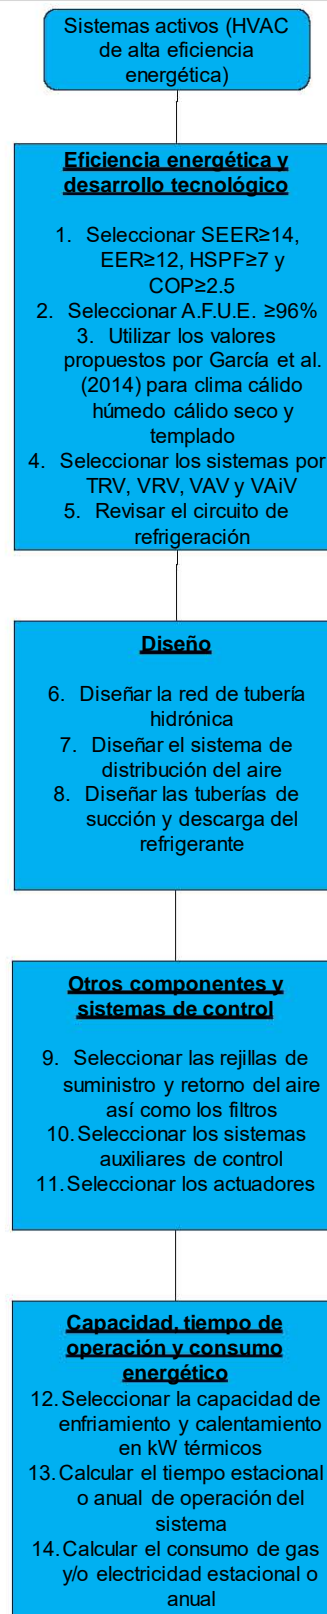 Sistemas activos (HVAC
de alta eficiencia
energética)
Eficiencia energética y
desarrollo tecnológico
1. Seleccionar SEER≥14,
EER≥12, HSPF≥7 y
COP≥2.5
2. Seleccionar A.F.U.E. ≥96%
3. Utilizar los valores
propuestos por García et al.
(2014) para clima cálido
húmedo cálido seco y
templado
4. Seleccionar los sistemas por
TRV, VRV, VAV y VAiV
5. Revisar el circuito de
refrigeración
Diseño
6. Diseñar la red de tubería
hidrónica
7. Diseñar el sistema de
distribución del aire
8. Diseñar las tuberías de
succión y descarga del
refrigerante
Otros componentes y
sistemas de control
9. Seleccionar las rejillas de
suministro y retorno del aire
así como los filtros
10. Seleccionar los sistemas
auxiliares de control
11. Seleccionar los actuadores
Capacidad, tiempo de
operación y consumo
energético
12. Seleccionar la capacidad de
enfriamiento y calentamiento
en kW térmicos
13. Calcular el tiempo estacional
o anual de operación del
sistema
14. Calcular el consumo de gas
y/o electricidad estacional o
anual